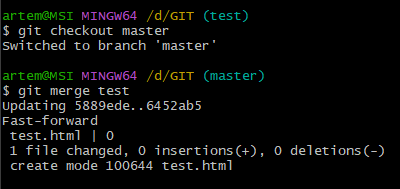 artem@MSI MINGW64 /d/GIT (test)
$ git checkout master
Switched to branch 'master'
artem@MSI MINGW64 /d/GIT (master)
$ git merge test
Updating 5889ede..6452ab5
Fast-forward
 test.html | 0
 1 file changed, 0 insertions(+), 0 deletions(-)
 create mode 100644 test.html